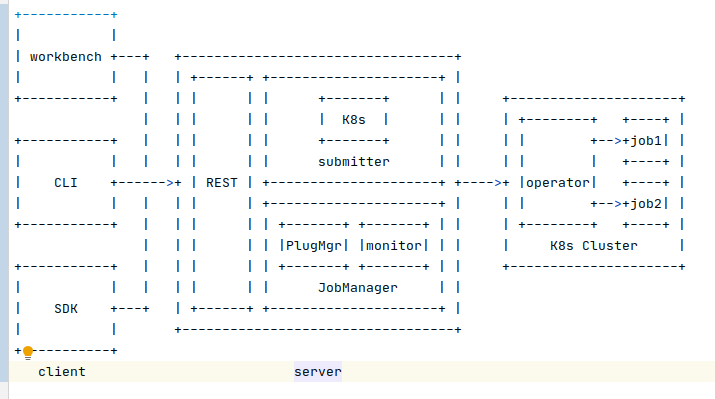 workbench
K8s
job1
submitter
CLI REST operator
job2
PlugMgr monitor K8s Cluster
JobManager
SDK
client server